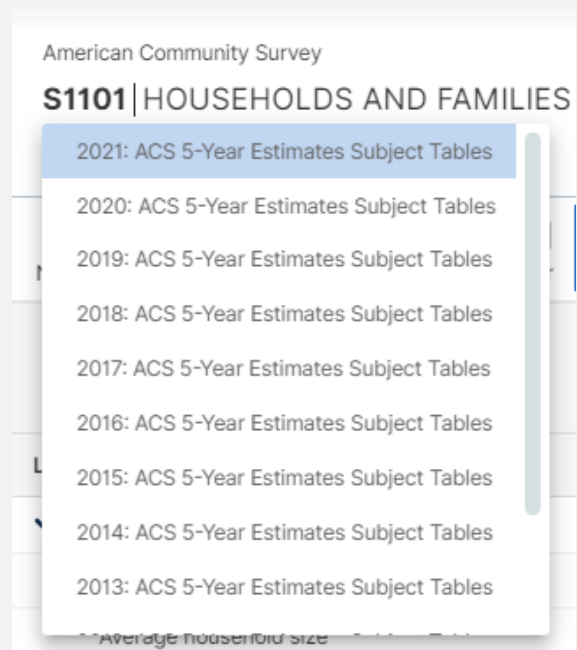 American Community Survey
S1101 HOUSEHOLDS AND FAMILIES
2021: ACS 5-Year Estimates Subject Tables
2020: ACS 5-Year Estimates Subject Tables
2019: ACS 5-Year Estimates Subject Tables
2018: ACS 5-Year Estimates Subject Tables
2017: ACS 5-Year Estimates Subject Tables
2016: ACS 5-Year Estimates Subject Tables
2015: ACS 5-Year Estimates Subject Tables
2014: ACS 5-Year Estimates Subject Tables
2013: ACS 5-Year Estimates Subject Tables
Average household size